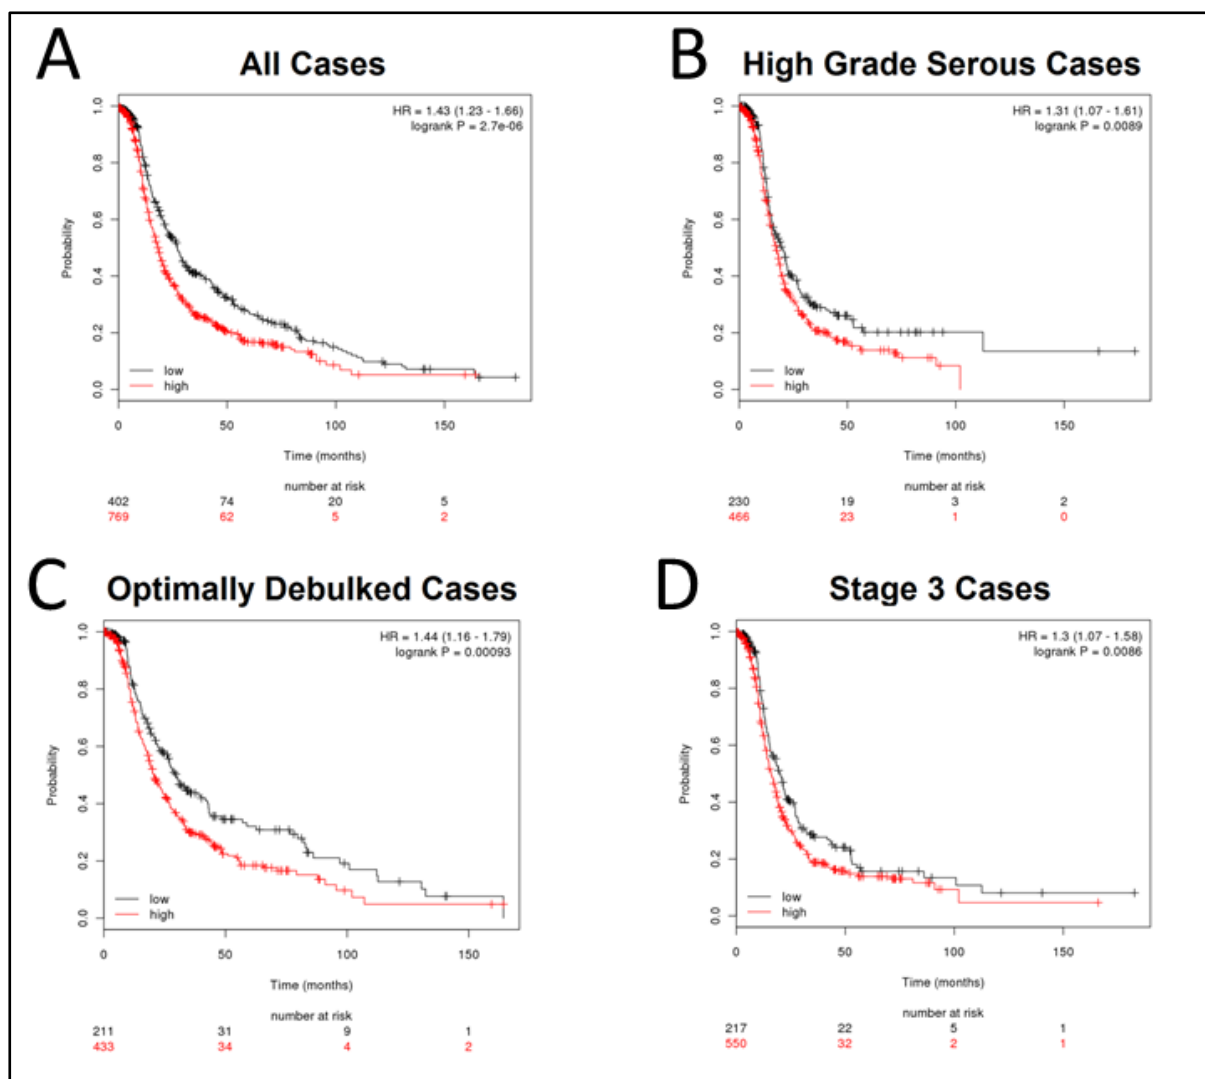 A
All Cases
HR = 1.43 (1.23 - 1.66)
logrank P = 2.7e-06
Probability
1.0
0.8
0.6
0.4
0.2
0.0
low
high
0 50 100 150
Time (months)
number at risk
402 74 20 5
769 62 5 2
B
High Grade Serous Cases
HR = 1.31 (1.07 - 1.61)
logrank P = 0.0089
Probability
1.0
0.8
0.6
0.4
0.2
0.0
low
high
0 50 100 150
Time (months)
number at risk
230 19 3 2
466 23 1 0
C
Optimally Debulked Cases
HR = 1.44 (1.16 - 1.79)
logrank P = 0.00093
Probability
1.0
0.8
0.6
0.4
0.2
0.0
low
high
0 50 100 150
Time (months)
number at risk
211 31 9 1
433 34 4 2
D
Stage 3 Cases
HR = 1.3 (1.07 - 1.58)
logrank P = 0.0086
Probability
1.0
0.8
0.6
0.4
0.2
0.0
low
high
0 50 100 150
Time (months)
number at risk
217 22 5 1
550 32 2 1